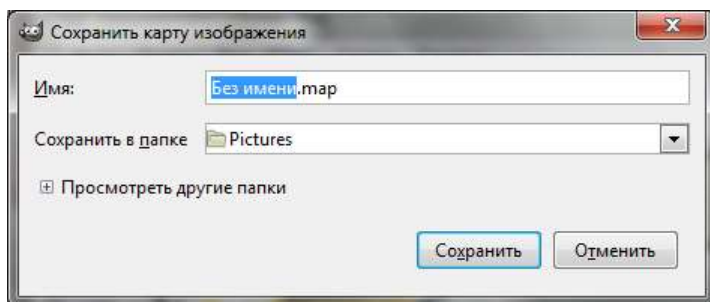 Сохранить карту изображения
Имя: Без имени.map
Сохранить в папке Pictures
Просмотреть другие папки
Сохранить Отменить